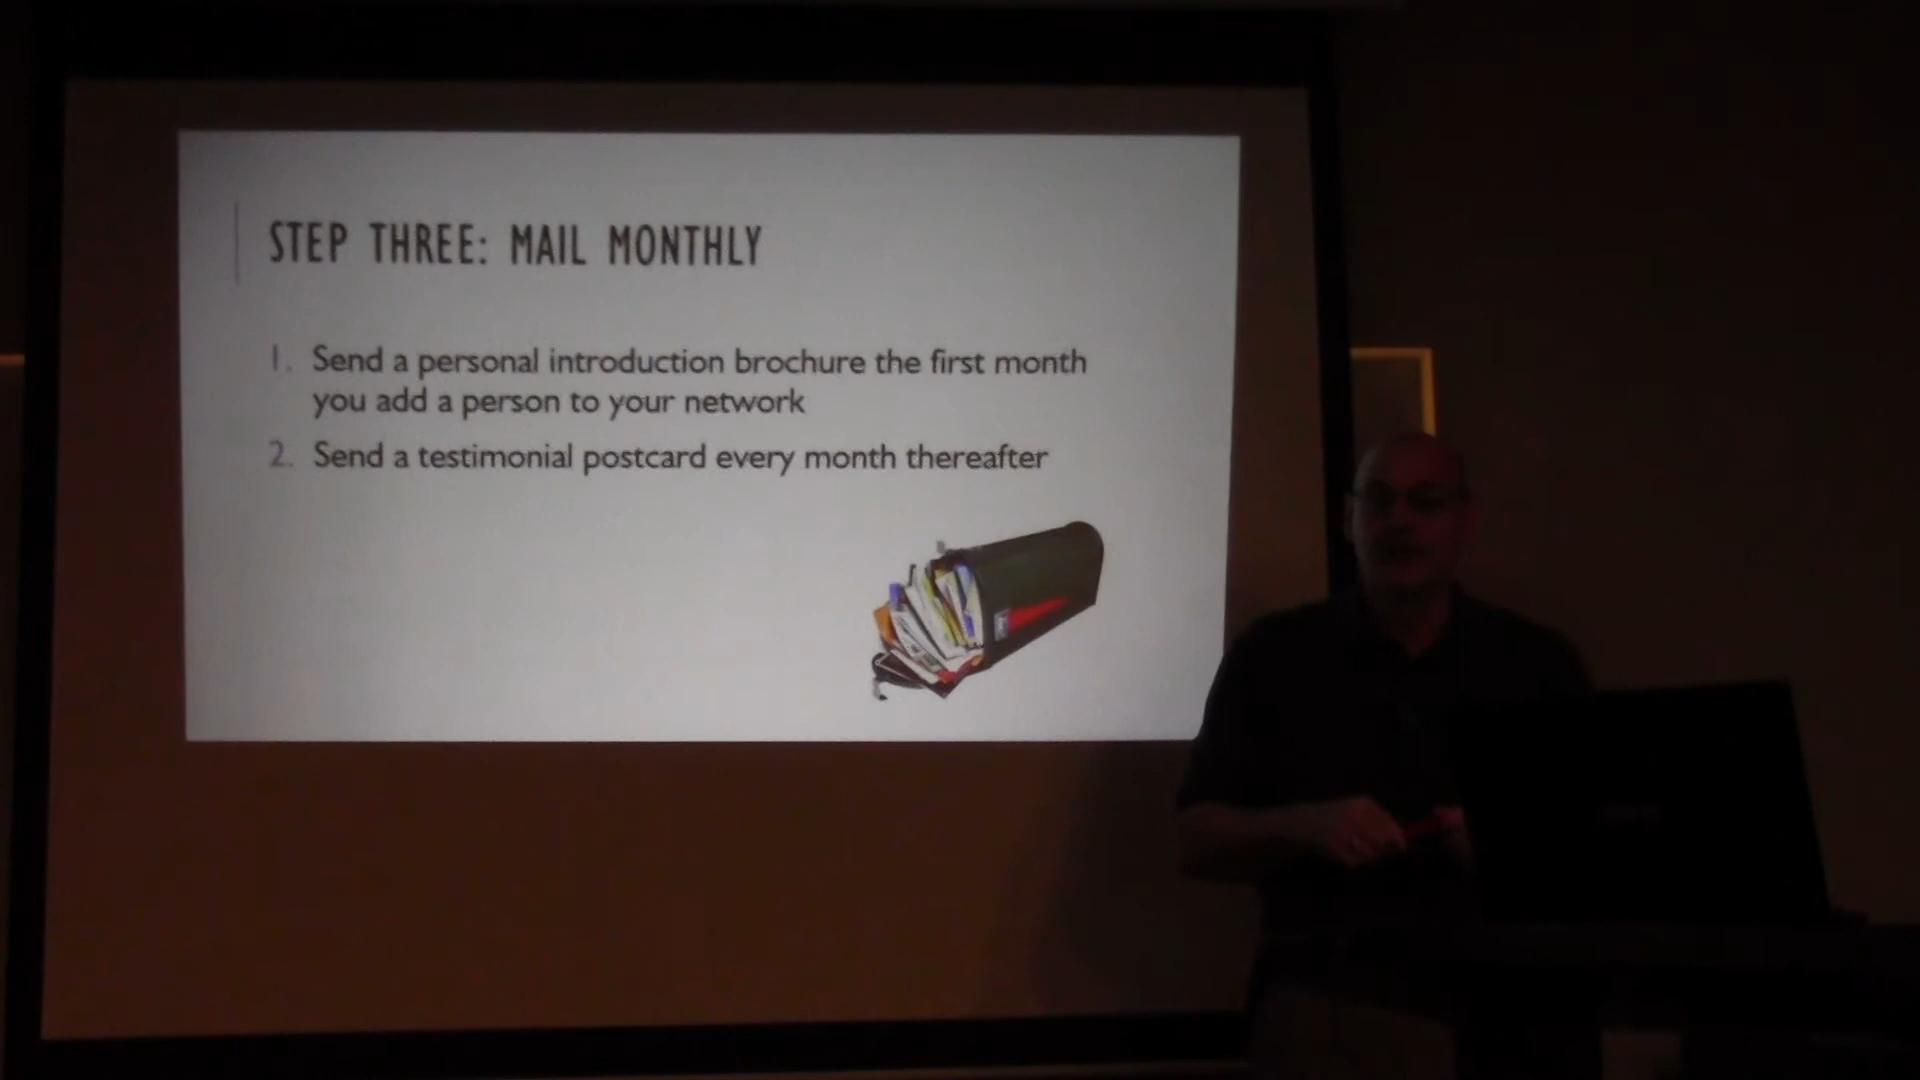 STEP THREE: MAIL MONTHLY
1. Send a personal introduction brochure the first month
you add a person to your network
2. Send a testimonial postcard every month thereafter